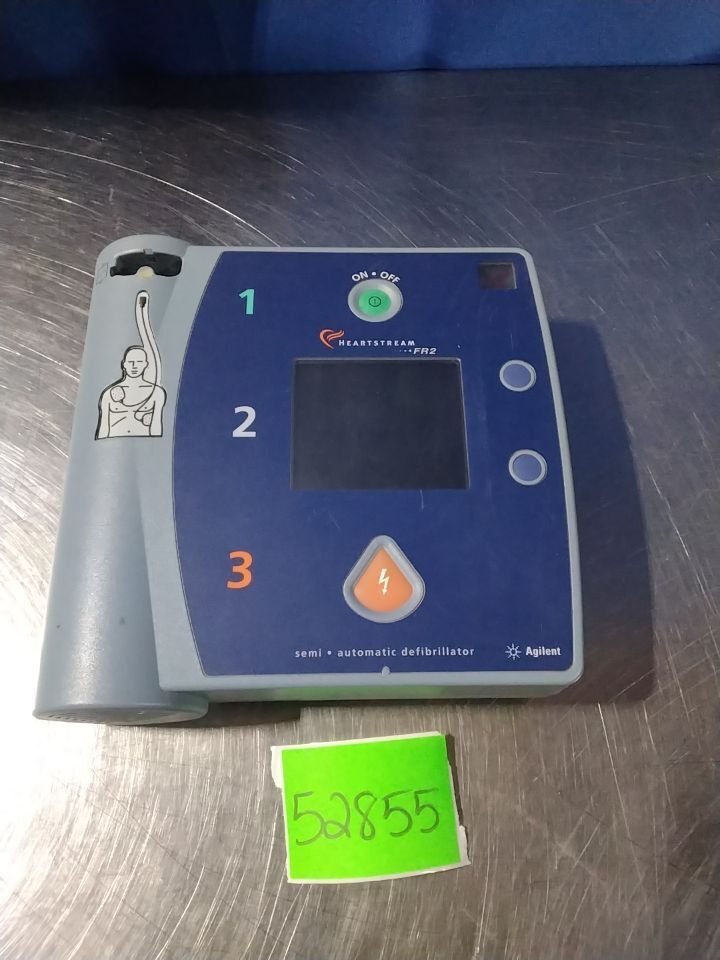 ON • OFF
1
HEARTSTREAM
FR2
2
3
semi • automatic defibrillator
Agilent
52855